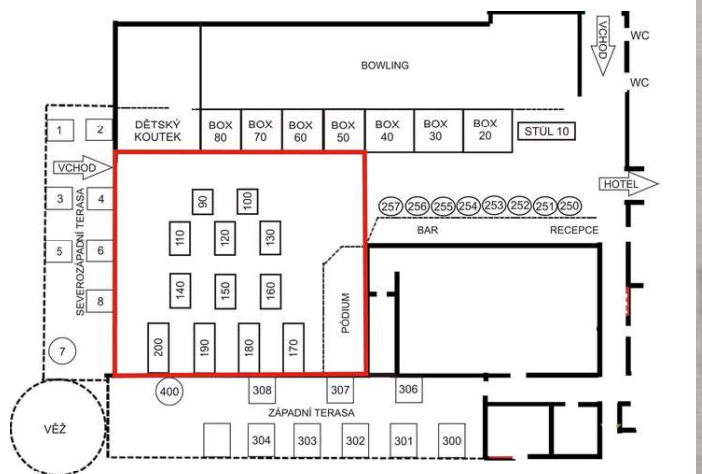 VCHOD
WC
BOWLING
WC
DĚTSKÝ
KOUTEK
BOX
80
BOX
70
BOX
60
BOX
50
BOX
40
BOX
30
BOX
20
STŮL 10
1
2
VCHOD
HOTEL
3
4
SEVEROZÁPADNÍ TERASA
5
6
8
7
90
100
110
120
130
140
150
160
200
190
180
170
PÓDIUM
257
256
255
254
253
252
251
250
BAR
RECEPCE
400
308
307
306
ZÁPADNÍ TERASA
304
303
302
301
300
VĚŽ